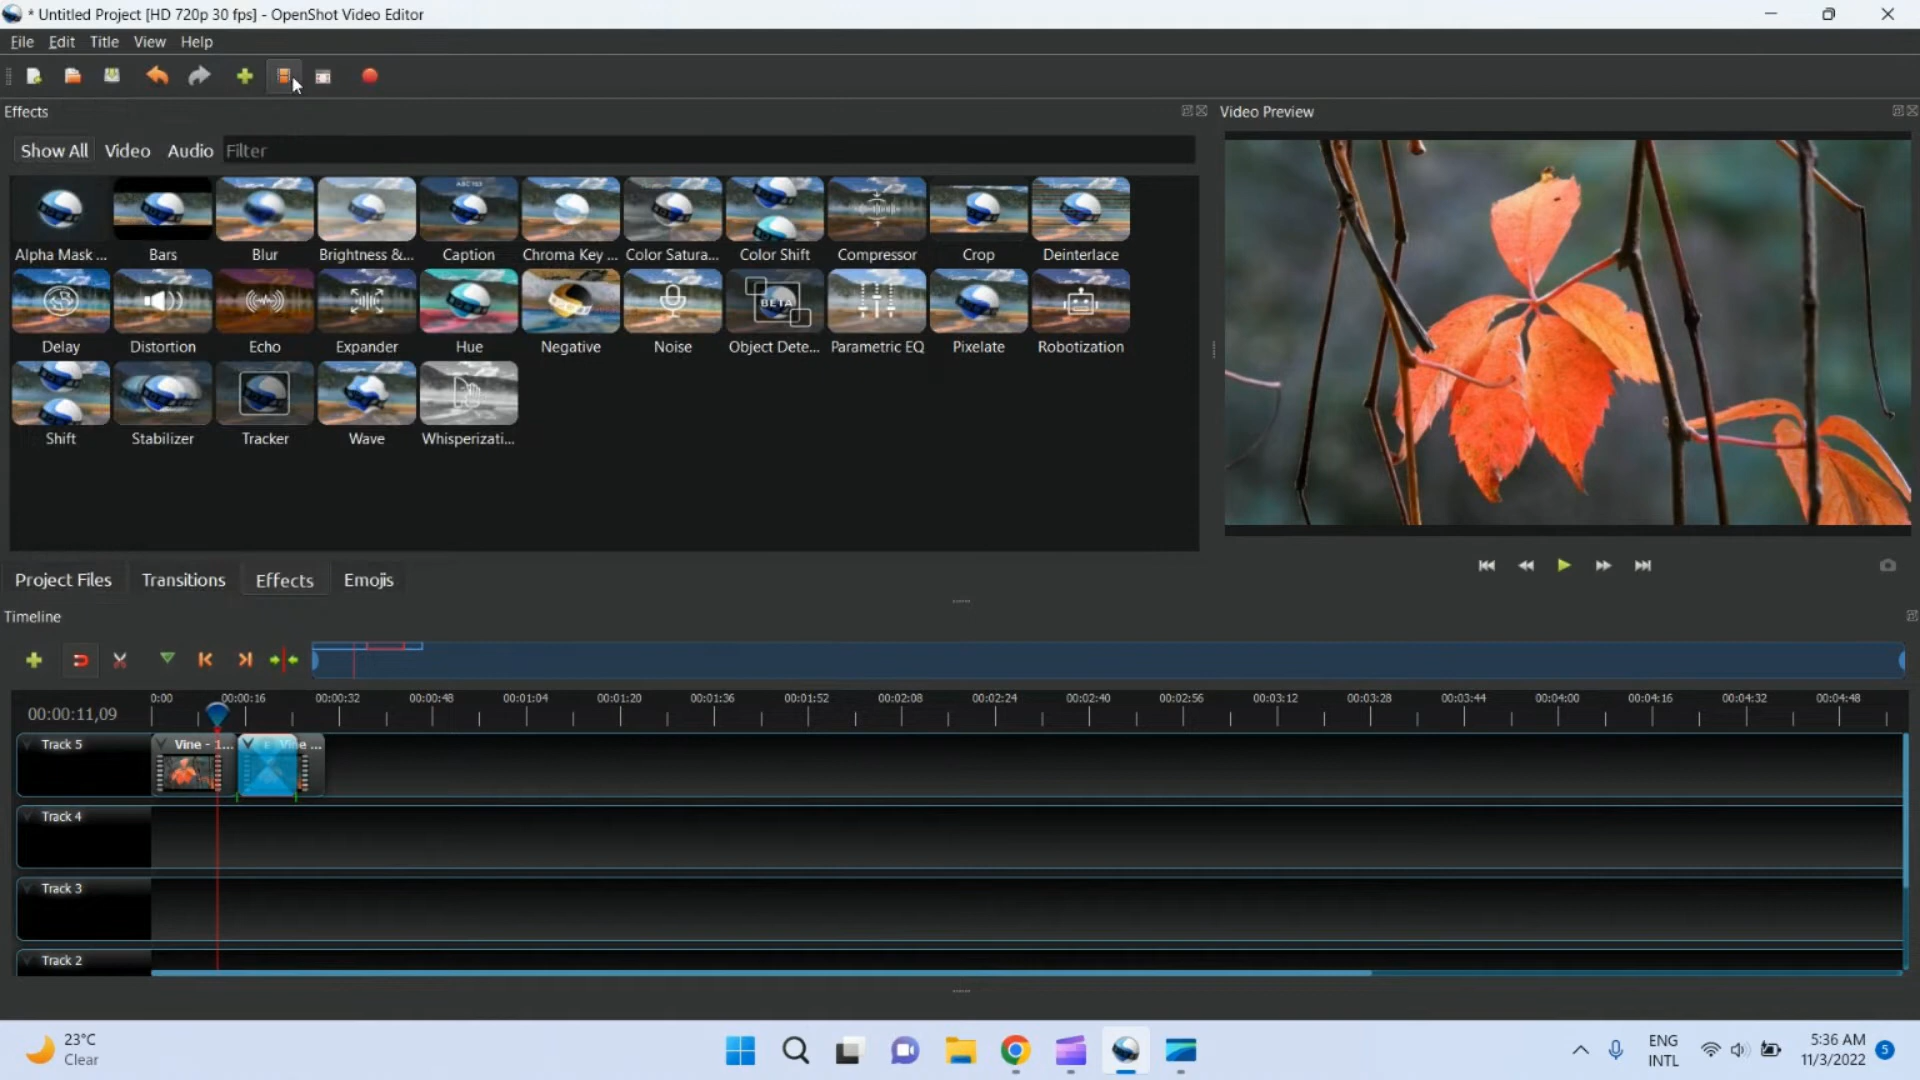 * Untitled Project [HD 720p 30 fps] - OpenShot Video Editor
File Edit Title View Help
Effects
Video Preview
Show All Video Audio Filter
ABC 123
Alpha Mask ... Bars Blur Brightness &... Caption Chroma Key ... Color Satura... Color Shift Compressor Crop Deinterlace
BETA
Delay Distortion Echo Expander Hue Negative Noise Object Dete... Parametric EQ Pixelate Robotization
Shift Stabilizer Tracker Wave Whisperizati...
Project Files Transitions Effects Emojis
Timeline
0:00 00:00:16 00:00:32 00:00:48 00:01:04 00:01:20 00:01:36 00:01:52 00:02:08 00:02:24 00:02:40 00:02:56 00:03:12 00:03:28 00:03:44 00:04:00 00:04:16 00:04:32 00:04:48
00:00:11,09
Track 5 Vine - 1... Vine ...
Track 4
Track 3
Track 2
23°C
Clear
ENG
INTL
5:36 AM
11/3/2022
5